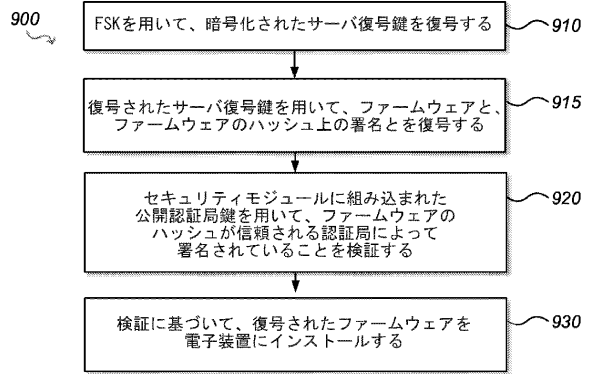 900
FSKを用いて、暗号化されたサーバ復号鍵を復号する
910
復号されたサーバ復号鍵を用いて、ファームウェアと、
ファームウェアのハッシュ上の署名とを復号する
915
セキュリティモジュールに組み込まれた
公開認証局鍵を用いて、ファームウェアの
ハッシュが信頼される認証局によって
署名されていることを検証する
920
検証に基づいて、復号されたファームウェアを
電子装置にインストールする
930